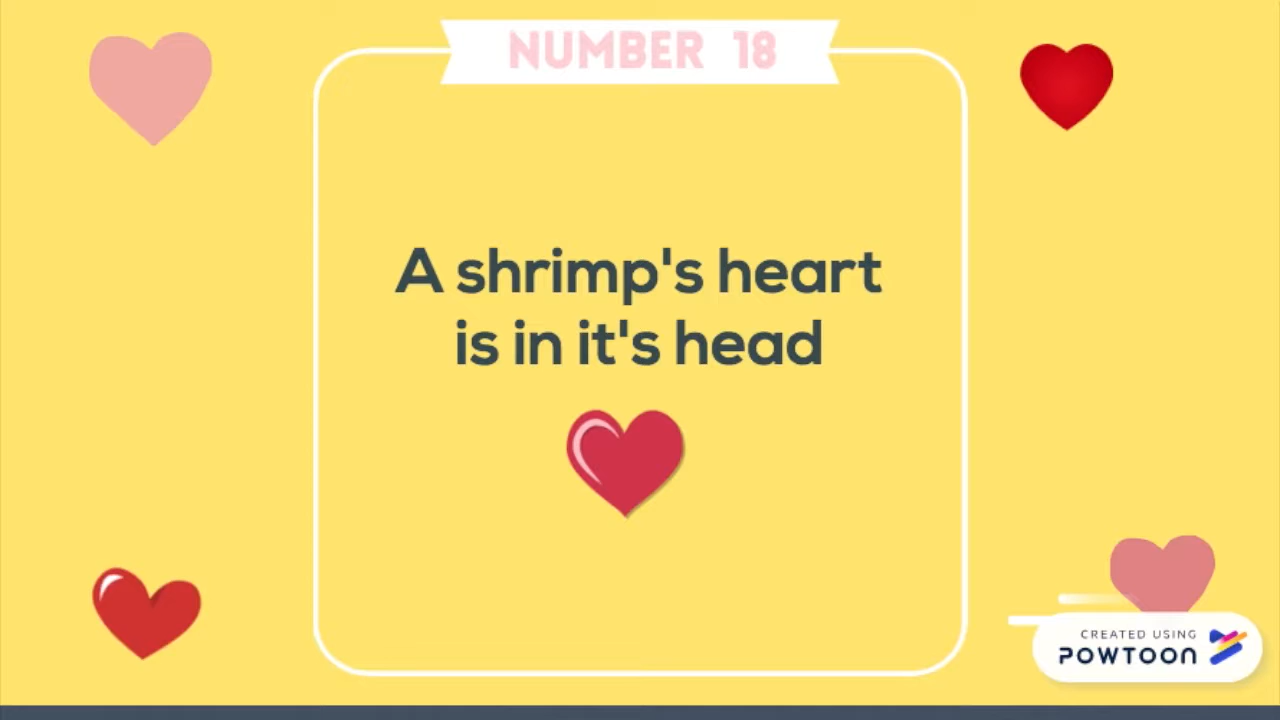 NUMBER 18
A shrimp's heart
is in it's head
CREATED USING
POWTOON